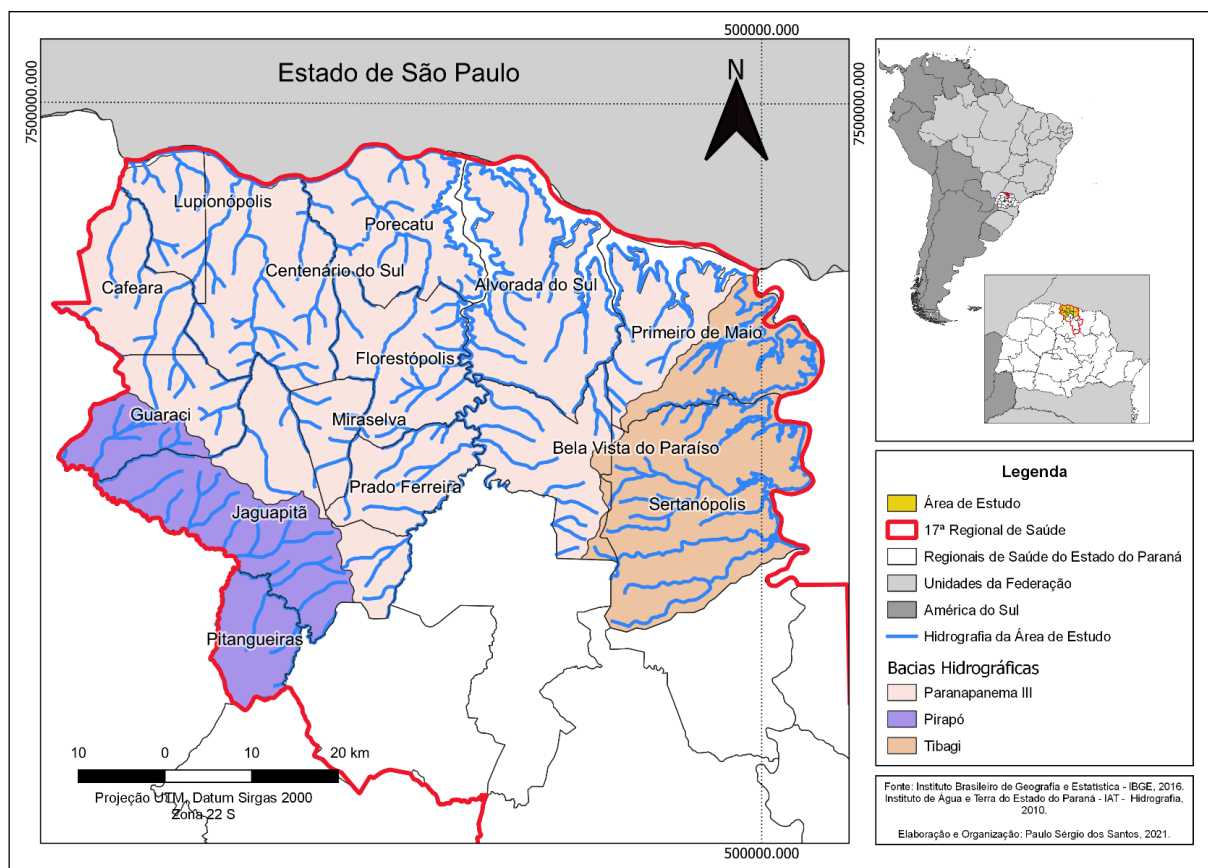 500000.000
7500000.000
7500000.000
Estado de São Paulo
N
Lupionópolis
Porecatu
Centenário do Sul
Cafeara
Alvorada do Sul
Primeiro de Maio
Florestópolis
Guaraci
Miraselva
Bela Vista do Paraíso
Prado Ferreira
Sertanópolis
Jaguapitã
Pitangueiras
10 0 10 20 km
Projeção UTM, Datum Sirgas 2000
Zona 22 S
500000.000
Legenda
Área de Estudo
17ª Regional de Saúde
Regionais de Saúde do Estado do Paraná
Unidades da Federação
América do Sul
Hidrografia da Área de Estudo
Bacias Hidrográficas
Paranapanema III
Pirapó
Tibagi
Fonte: Instituto Brasileiro de Geografia e Estatistica - IBGE, 2016.
Instituto de Água e Terra do Estado do Paraná - IAT - Hidrografia,
2010.
Elaboração e Organização: Paulo Sérgio dos Santos, 2021.